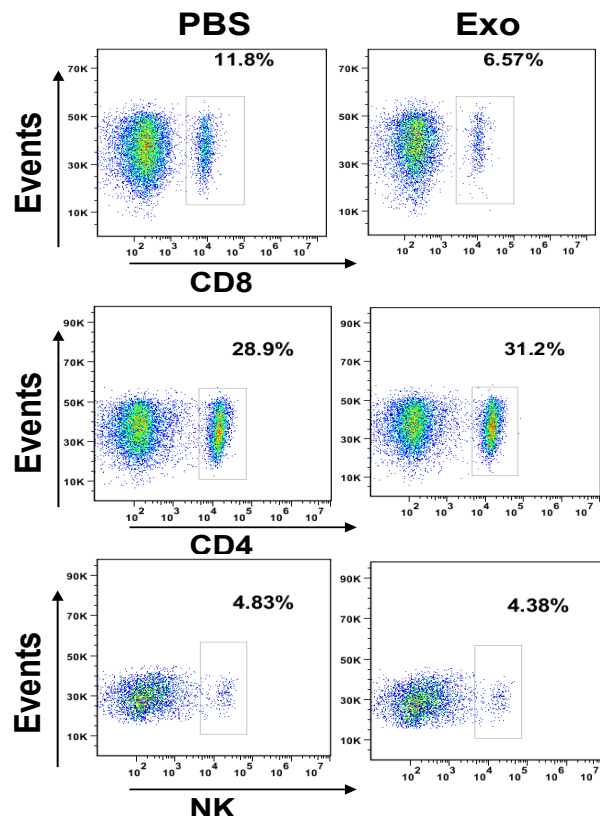 PBS Exo
11.8% 6.57%
70K
50K
30K
10K
10² 10³ 10⁴ 10⁵ 10⁶ 10⁷
10² 10³ 10⁴ 10⁵ 10⁶ 10⁷
70K
50K
30K
10K
Events
CD8
28.9% 31.2%
90K
70K
50K
30K
10K
10² 10³ 10⁴ 10⁵ 10⁶ 10⁷
90K
70K
50K
30K
10K
10² 10³ 10⁴ 10⁵ 10⁶ 10⁷
Events
CD4
4.83% 4.38%
90K
70K
50K
30K
10K
10² 10³ 10⁴ 10⁵ 10⁶ 10⁷
90K
70K
50K
30K
10K
10² 10³ 10⁴ 10⁵ 10⁶ 10⁷
Events
NK